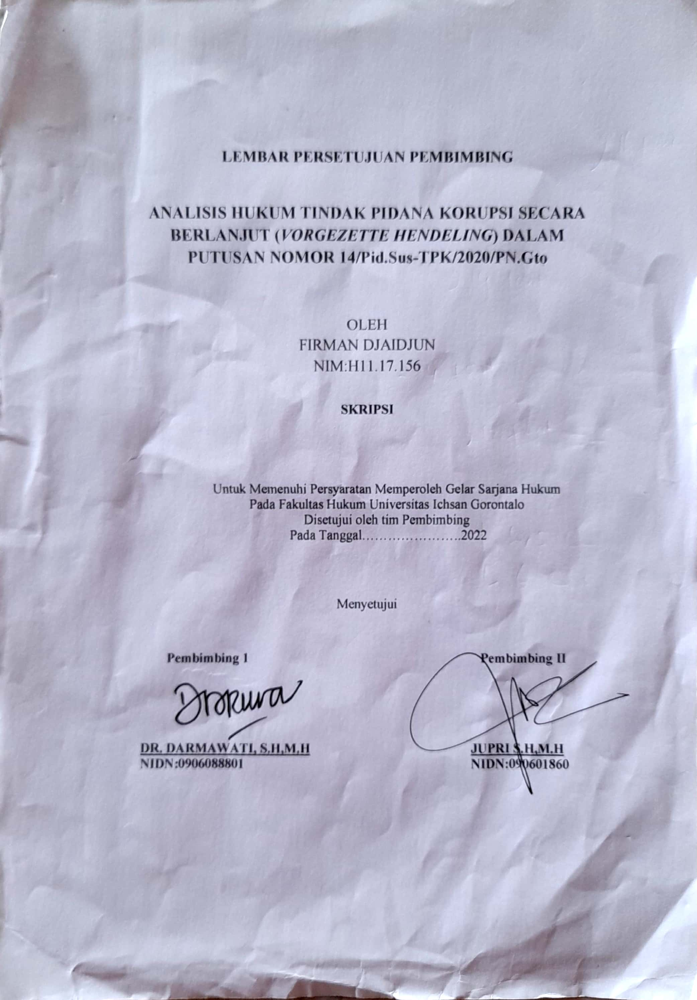 LEMBAR PERSETUJUAN PEMBIMBING
ANALISIS HUKUM TINDAK PIDANA KORUPSI SECARA
BERLANJUT (VORGEZETTE HENDELING) DALAM
PUTUSAN NOMOR 14/Pid.Sus-TPK/2020/PN.Gto
OLEH
FIRMAN DJAIDJUN
NIM:H11.17.156
SKRIPSI
Untuk Memenuhi Persyaratan Memperoleh Gelar Sarjana Hukum
Pada Fakultas Hukum Universitas Ichsan Gorontalo
Disetujui oleh tim Pembimbing
Pada Tanggal........................2022
Menyetujui
Pembimbing 1
Pembimbing II
DR. DARMAWATI, S.H,M.H
JUPRI S.H,M.H
NIDN:0906088801
NIDN:090601860